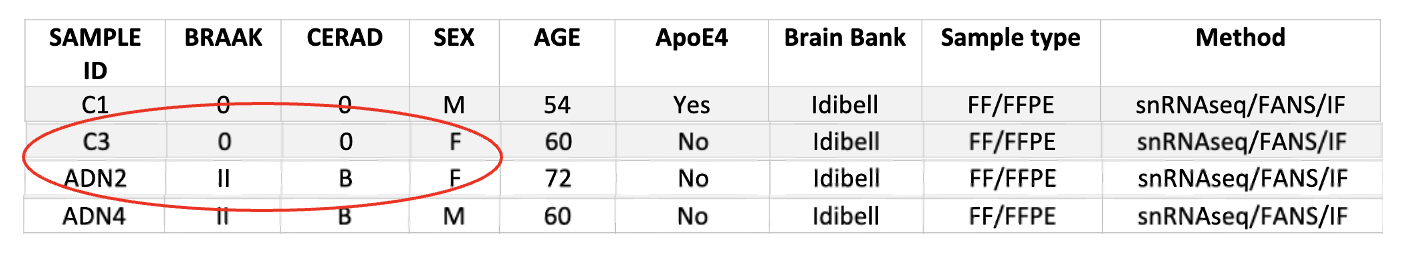 SAMPLE ID BRAAK CERAD SEX AGE ApoE4 Brain Bank Sample type Method
C1 0 0 M 54 Yes Idibell FF/FFPE snRNAseq/FANS/IF
C3 0 0 F 60 No Idibell FF/FFPE snRNAseq/FANS/IF
ADN2 II B F 72 No Idibell FF/FFPE snRNAseq/FANS/IF
ADN4 II B M 60 No Idibell FF/FFPE snRNAseq/FANS/IF